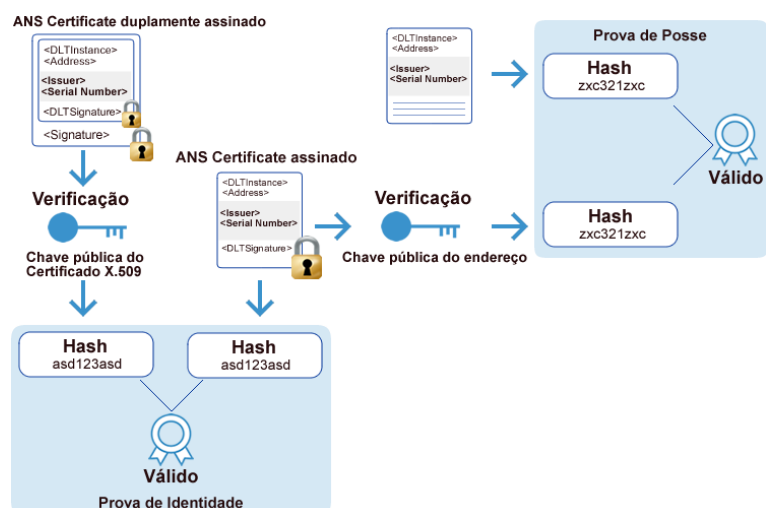 ANS Certificate duplamente assinado
<DLTInstance>
<Address>
<Issuer>
<Serial Number>
<DLTSignature>
<Signature>
Verificação
Chave pública do
Certificado X.509
ANS Certificate assinado
<DLTInstance>
<Address>
<Issuer>
<Serial Number>
<DLTSignature>
Verificação
Chave pública do endereço
<DLTInstance>
<Address>
<Issuer>
<Serial Number>
Prova de Posse
Hash
zxc321zxc
Válido
Hash
zxc321zxc
Hash
asd123asd
Hash
asd123asd
Válido
Prova de Identidade